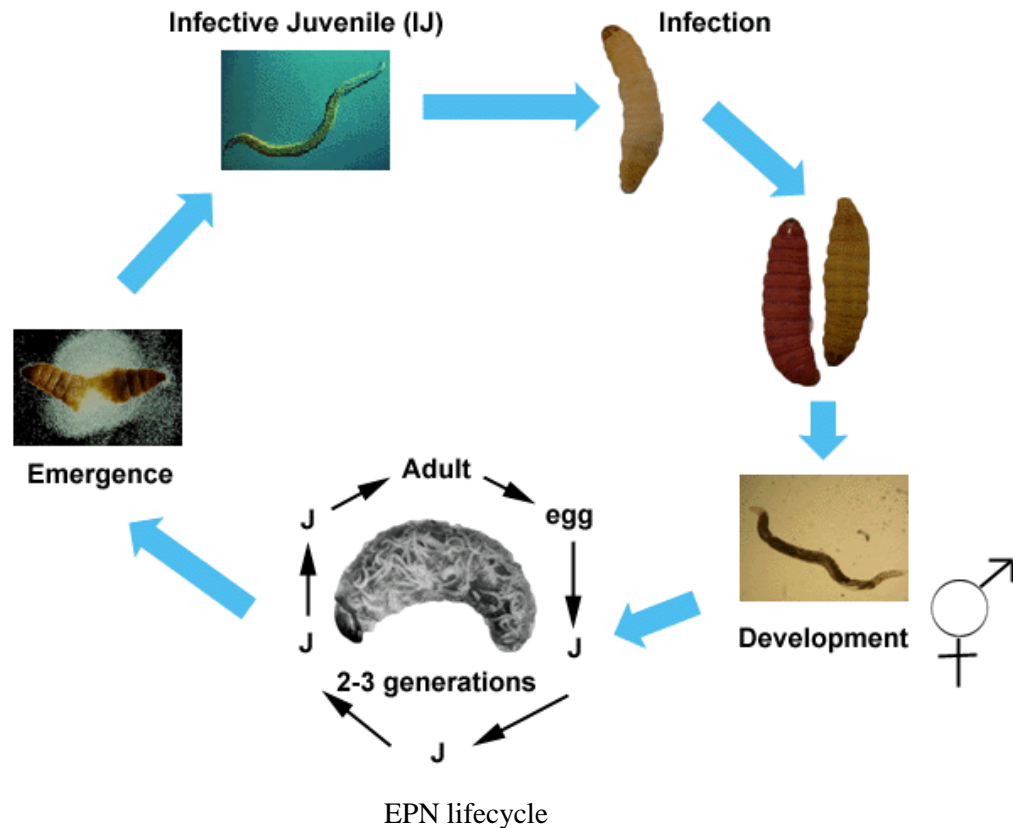 Infective Juvenile (IJ)
Infection
Emergence
Adult
egg
J
J
J
J
2-3 generations
Development
EPN lifecycle